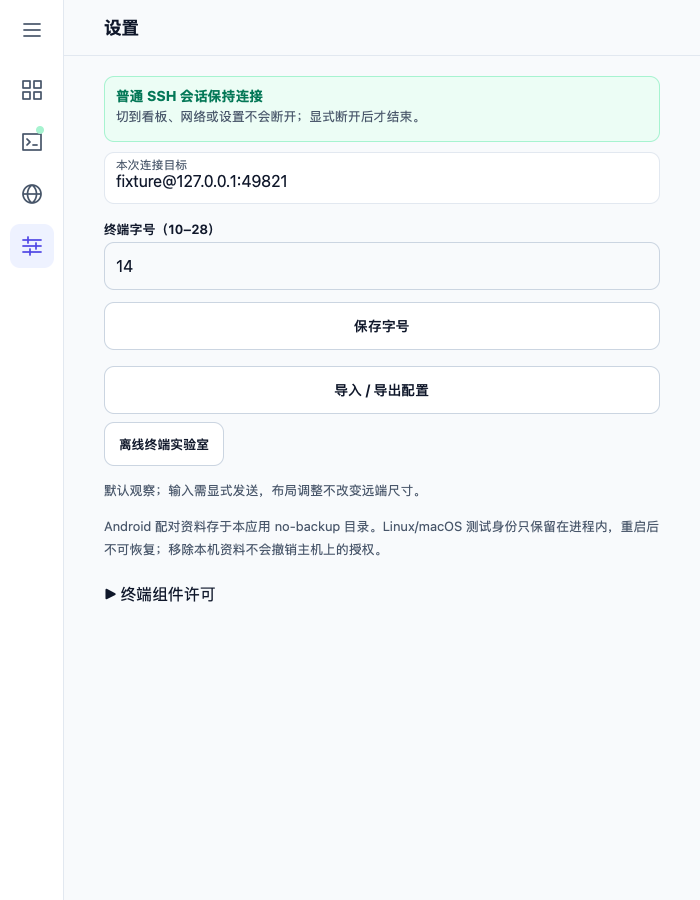 设置
普通 SSH 会话保持连接
切到看板、网络或设置不会断开；显式断开后才结束。
本次连接目标
fixture@127.0.0.1:49821
终端字号（10–28）
14
保存字号
导入 / 导出配置
离线终端实验室
默认观察；输入需显式发送，布局调整不改变远端尺寸。
Android 配对资料存于本应用 no-backup 目录。Linux/macOS 测试身份只保留在进程内，重启后
不可恢复；移除本机资料不会撤销主机上的授权。
▶ 终端组件许可